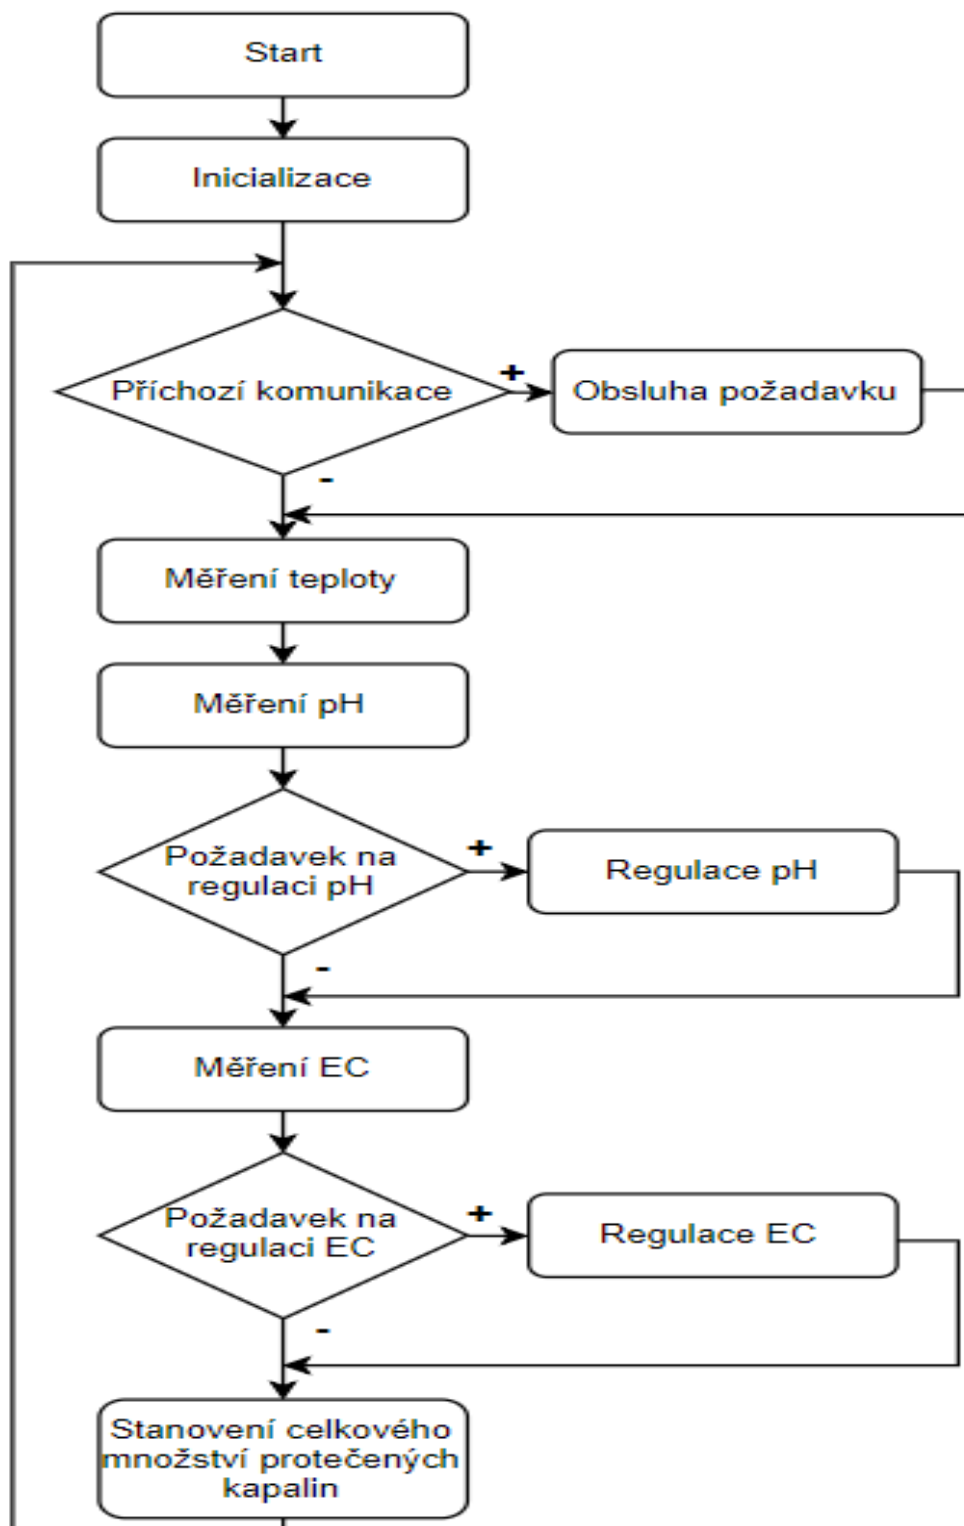 Start
Inicializace
Příchozí komunikace
+
Obsluha požadavku
-
Měření teploty
Měření pH
Požadavek na
regulaci pH
+
Regulace pH
-
Měření EC
Požadavek na
regulaci EC
+
Regulace EC
-
Stanovení celkového
množství protečených
kapalin